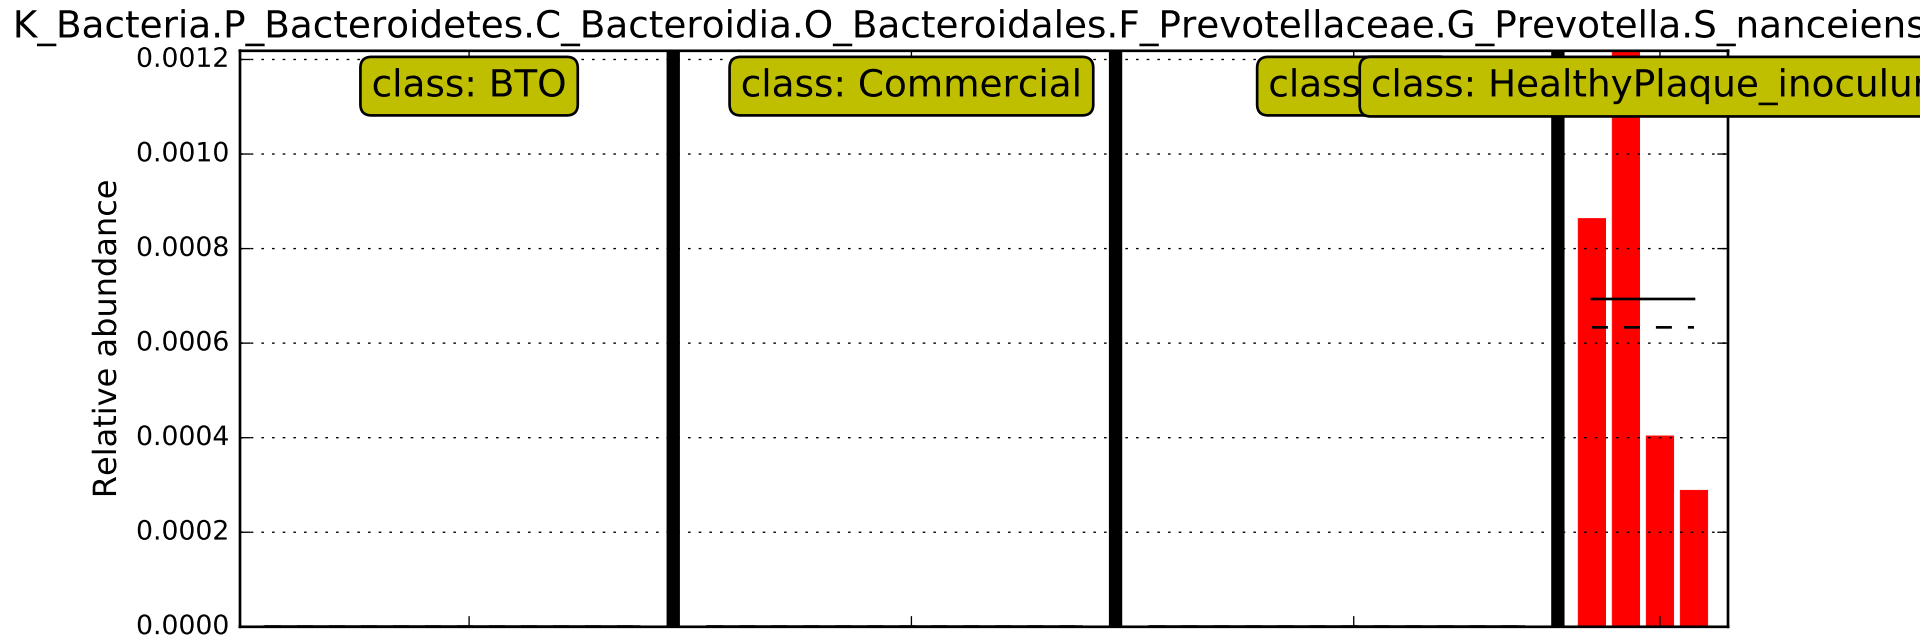 K_Bacteria.P_Bacteroidetes.C_Bacteroidia.O_Bacteroidales.F_Prevotellaceae.G_Prevotella.S_nanceiens
0.0012
class: BTO
class: Commercial
class
class: HealthyPlaque_inoculu
0.0010
0.0008
0.0006
0.0004
0.0002
0.0000
Relative abundance